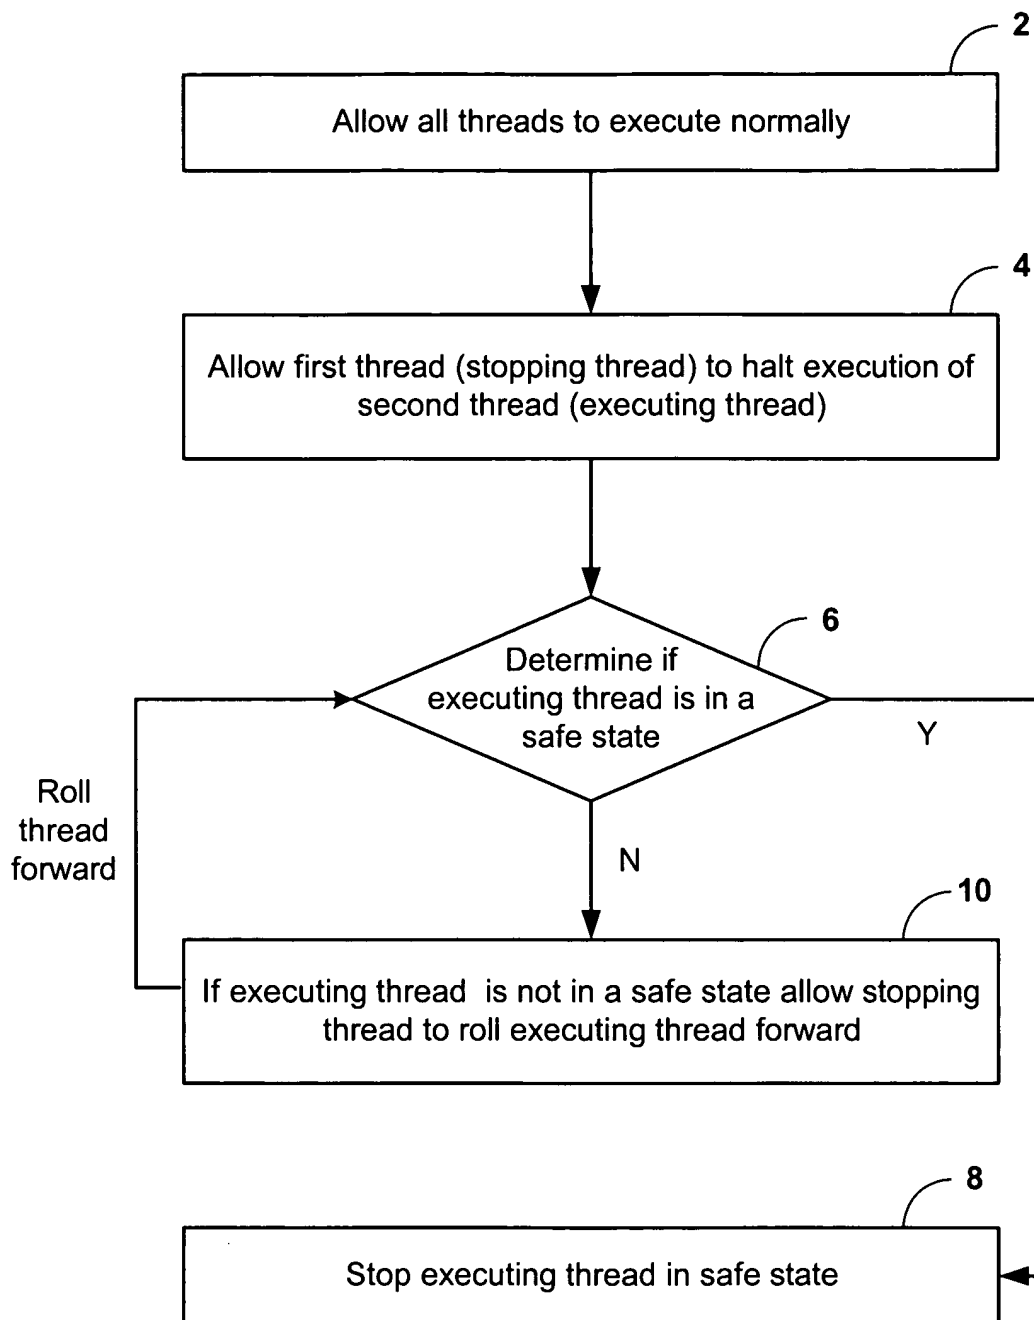 2
Allow all threads to execute normally
4
Allow first thread (stopping thread) to halt execution of
second thread (executing thread)
6
Determine if
executing thread is in a
safe state
Y
Roll
thread
forward
N
10
If executing thread is not in a safe state allow stopping
thread to roll executing thread forward
8
Stop executing thread in safe state